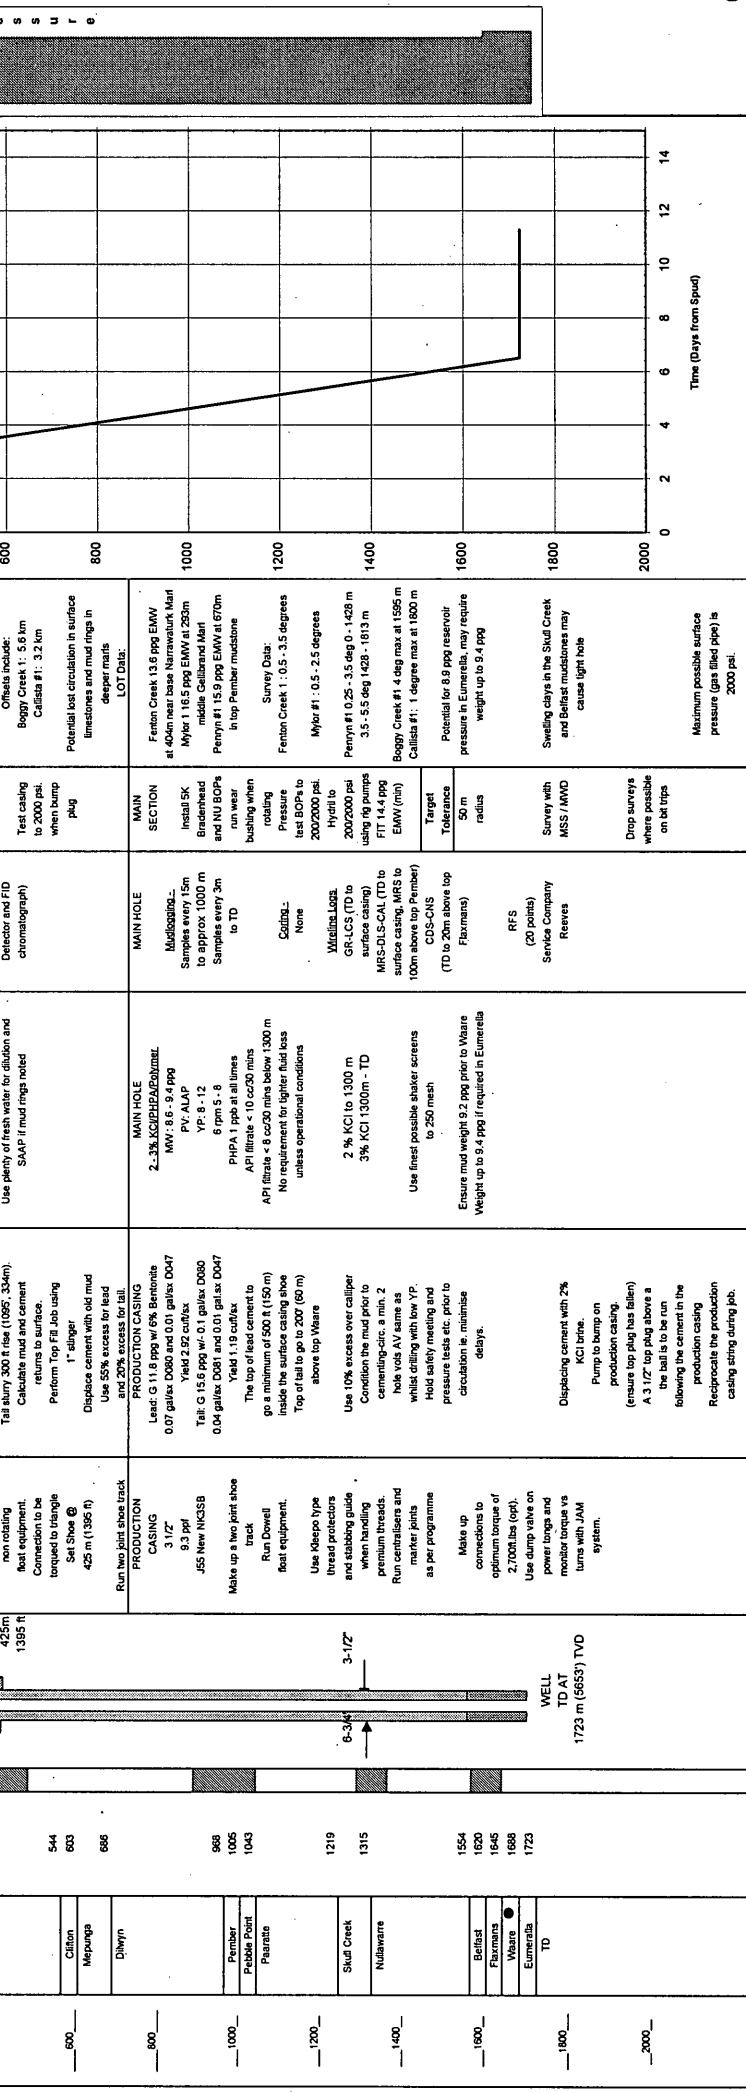 e s s u r e
600
800
1000
1200
1400
1600
1800
2000
0
2
4
6
8
10
12
14
Time (Days from Spud)
Offsets include:
Boggy Creek 1: 5.6 km
Callista #1: 3.2 km
Potential lost circulation in surface
limestones and mud rings in
deeper marls
LOT Data:
Fenton Creek 13.6 ppg EMW
at 404m near base Narrawaturk Marl
Mylor 1 16.5 ppg EMW at 293m
middle Gellibrand Marl
Penryn #1 15.9 ppg EMW at 670m
in top Pember mudstone
Survey Data:
Fenton Creek 1 : 0.5 - 3.5 degrees
Mylor #1 : 0.5 - 2.5 degrees
Penryn #1 0.25 - 3.5 deg 0 - 1428 m
3.5 - 5.5 deg 1428 - 1813 m
Boggy Creek #1 4 deg max at 1595 m
Callista #1: 1 degree max at 1800 m
Potential for 8.9 ppg reservoir
pressure in Eumerella, may require
weight up to 9.4 ppg
Swelling clays in the Skull Creek
and Belfast mudstones may
cause tight hole
Maximum possible surface
pressure (gas filled pipe) is
2000 psi.
Test casing
to 2000 psi.
when bump
plug
MAIN
SECTION
Install 5K
Bradenhead
and NU BOPs
run wear
bushing when
rotating
Pressure
test BOPs to
200/2000 psi.
Hydril to
200/2000 psi
using rig pumps
FIT 14.4 ppg
EMW (min)
Target
Tolerance
50 m
radius
Survey with
MSS / MWD
Drop surveys
where possible
on bit trips
Detector and FID
chromatograph)
MAIN HOLE
Mudlogging -
Samples every 15m
to approx 1000 m
Samples every 3m
to TD
Coring -
None
Wireline Logs
GR-LCS (TD to
surface casing)
MRS-DLS-CAL (TD to
surface casing, MRS to
100m above top Pember)
CDS-CNS
(TD to 20m above top
Flaxmans)
RFS
(20 points)
Service Company
Reeves
Use plenty of fresh water for dilution and
SAAP if mud rings noted
MAIN HOLE
2 - 3% KCl/PHPA/Polymer
MW : 8.6 - 9.4 ppg
PV: ALAP
YP: 8 - 12
6 rpm 5 - 8
PHPA 1 ppb at all times
API filtrate < 10 cc/30 mins
API filtrate < 8 cc/30 mins below 1300 m
No requirement for tighter fluid loss
unless operational conditions
2 % KCl to 1300 m
3% KCl 1300m - TD
Use finest possible shaker screens
to 250 mesh
Ensure mud weight 9.2 ppg prior to Waare
Weight up to 9.4 ppg if required in Eumerella
Tail slurry 300 ft rise (1095', 334m).
Calculate mud and cement
returns to surface.
Perform Top Fill Job using
1" stinger
Displace cement with old mud
Use 55% excess for lead
and 20% excess for tail.
PRODUCTION CASING
Lead: G 11.8 ppg w/ 6% Bentonite
0.07 gal/sx D080 and 0.01 gal/sx D047
Yield 2.92 cuft/sx
Tail: G 15.6 ppg w/- 0.1 gal/sx D080
0.04 gal/sx D081 and 0.01 gal.sx D047
Yield 1.19 cuft/sx
The top of lead cement to
go a minimum of 500 ft (150 m)
inside the surface casing shoe
Top of tail to go to 200' (60 m)
above top Waare
Use 10% excess over calliper
Condition the mud prior to
cementing-circ. a min. 2
hole vols AV same as
whilst drilling with low YP.
Hold safety meeting and
pressure tests etc. prior to
circulation ie. minimise
delays.
Displacing cement with 2%
KCl brine.
Pump to bump on
production casing.
(ensure top plug has fallen)
A 3 1/2" top plug above a
the ball is to be run
following the cement in the
production casing
Reciprocate the production
casing string during job.
non rotating
float equipment.
Connection to be
torqued to triangle
Set Shoe @
425 m (1395 ft)
Run two joint shoe track
PRODUCTION
CASING
3 1/2"
9.3 ppf
J55 New NK3SB
Make up a two joint shoe
track
Run Dowell
float equipment.
Use Kleepo type
thread protectors
and stabbing guide
when handling
premium threads.
Run centralisers and
marker joints
as per programme
Make up
connections to
optimum torque of
2,700ft.lbs (opt).
Use dump valve on
power tongs and
monitor torque vs
turns with JAM
system.
425m
1395 ft
3-1/2"
6-3/4"
WELL
TD AT
1723 m (5653') TVD
544
603
686
968
1005
1043
1219
1315
1554
1620
1645
1688
1723
Clifton
Mepunga
Dilwyn
Pember
Pebble Point
Paaratte
Skull Creek
Nullawarre
Belfast
Flaxmans
Waare
Eumeralla
TD
600
800
1000
1200
1400
1600
1800
2000